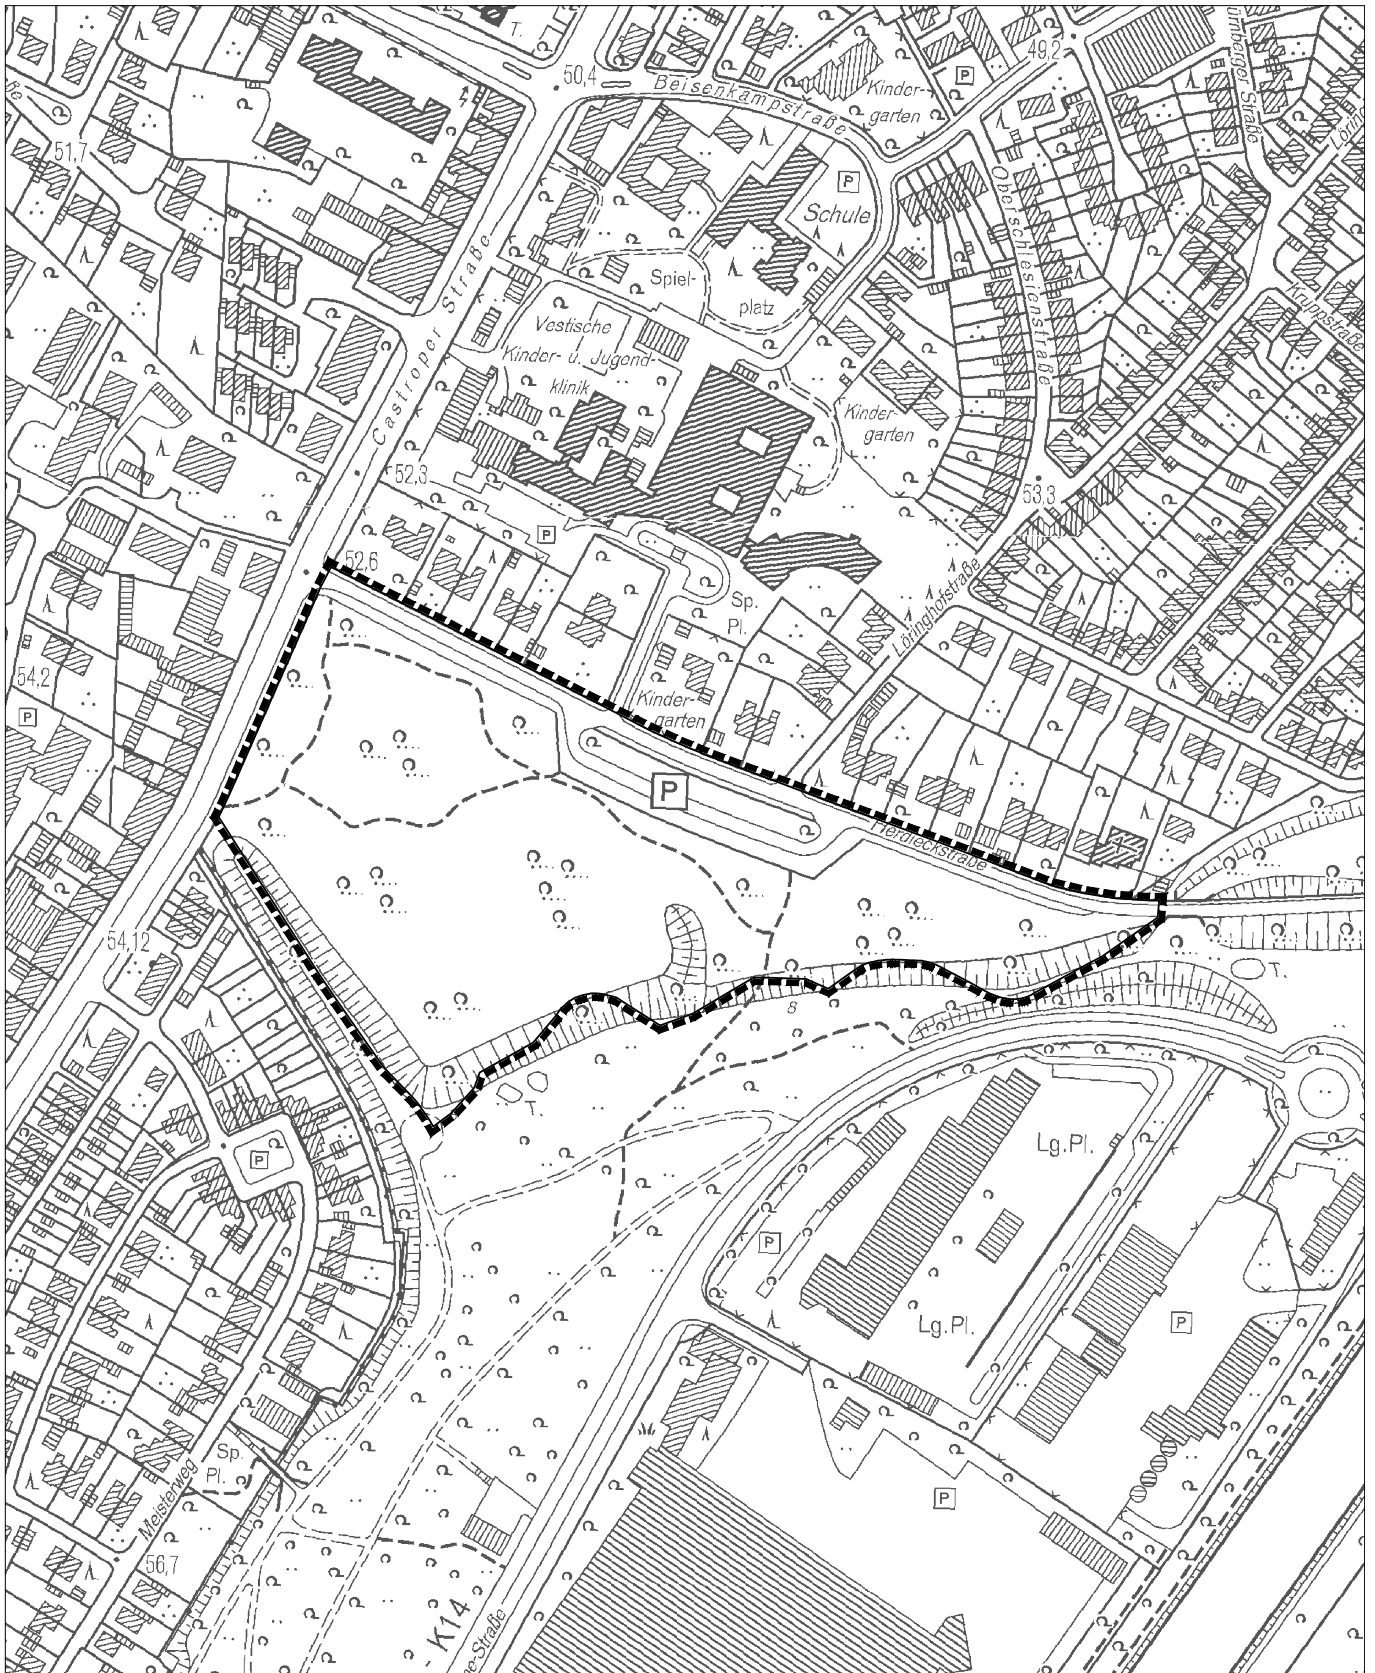 T.
50,4
Beisenkampstraße
49,2
Kinder-
garten
P
51,7
P
Schule
Oberschlesienstraße
Castroper Straße
Spiel-
platz
Kruppstraße
Vestische
Kinder- u. Jugend-
klinik
Kinder-
garten
52,3
53,3
P
52,6
Löringhofstraße
Sp.
Pl.
54,2
P
Kinder-
garten
P
Herdieckstraße
54,12
T.
8
T.
P
Lg.Pl.
P
Lg.Pl.
P
Sp.
Pl.
Meisterweg
P
56,7
K14